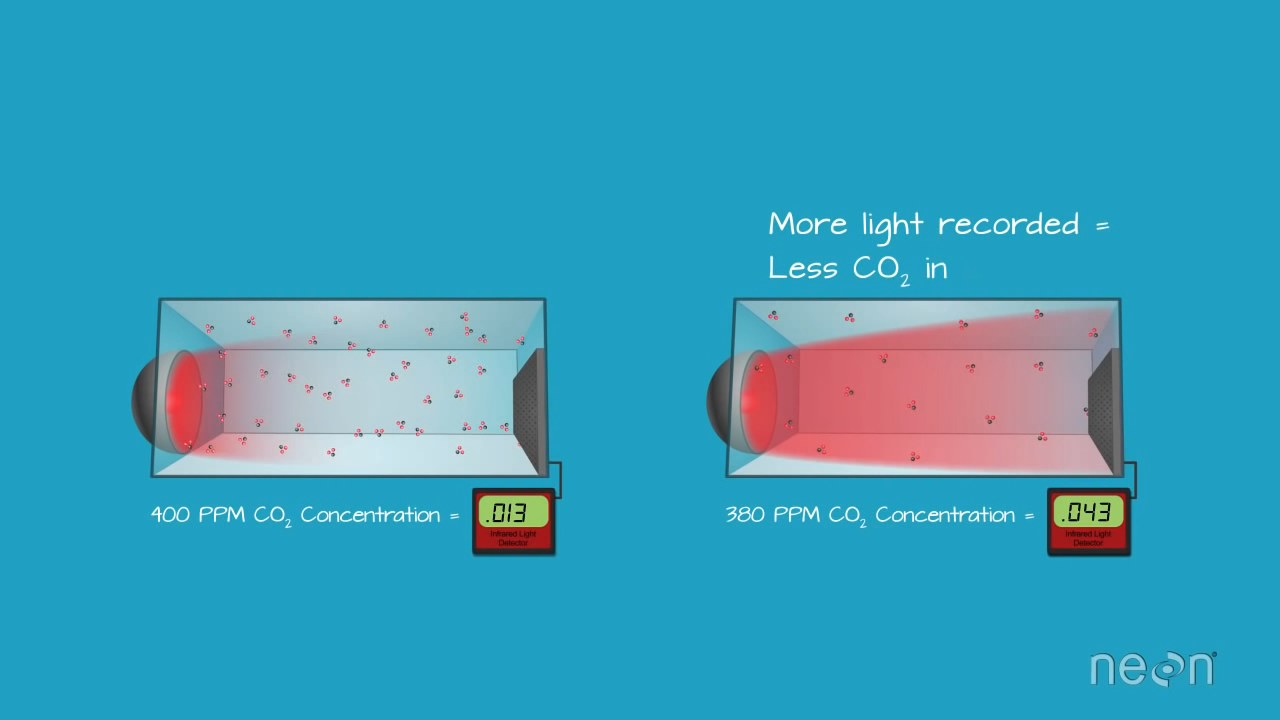 More light recorded =
Less CO₂ in
400 PPM CO₂ Concentration =
.013
Infrared Light
Detector
380 PPM CO₂ Concentration =
.043
Infrared Light
Detector
neon